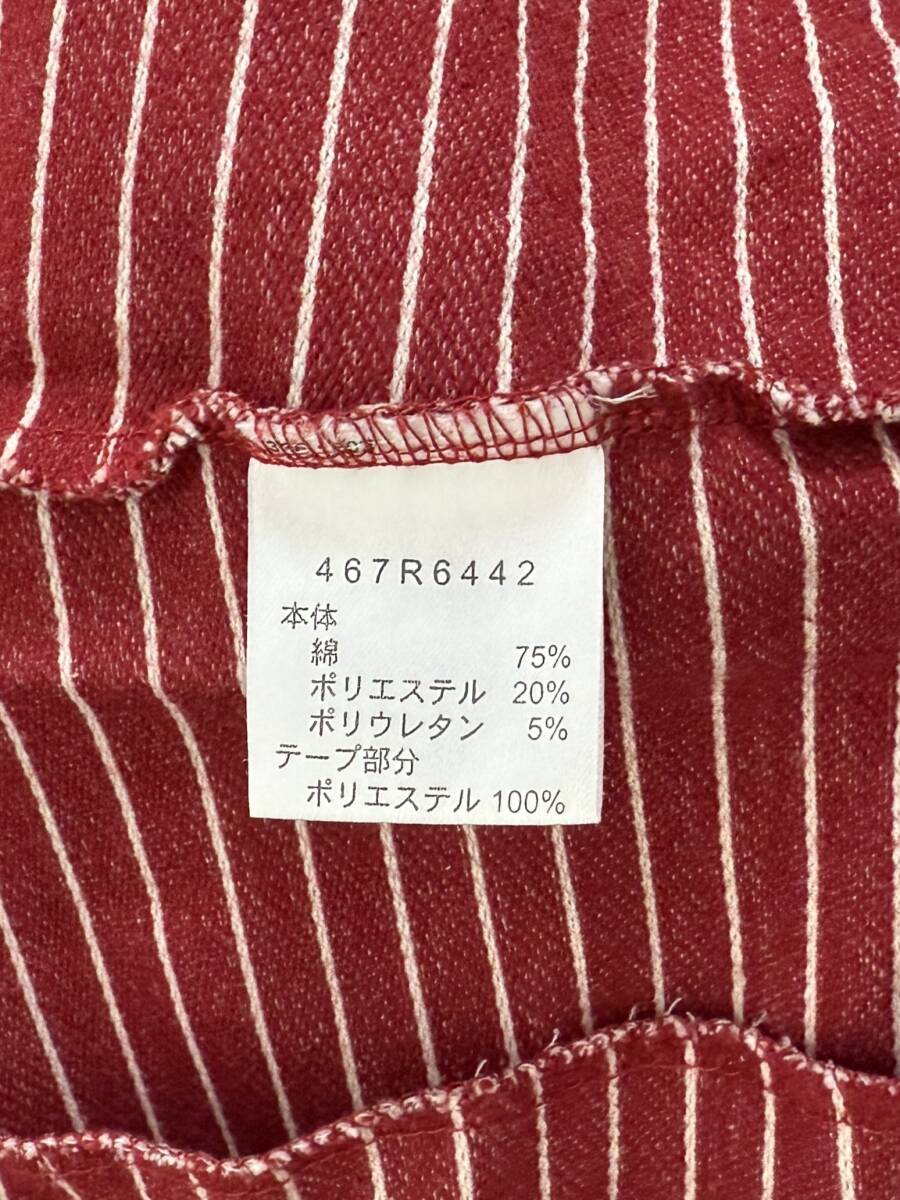 467R6442
本体
綿 75%
ポリエステル 20%
ポリウレタン 5%
テープ部分
ポリエステル 100%